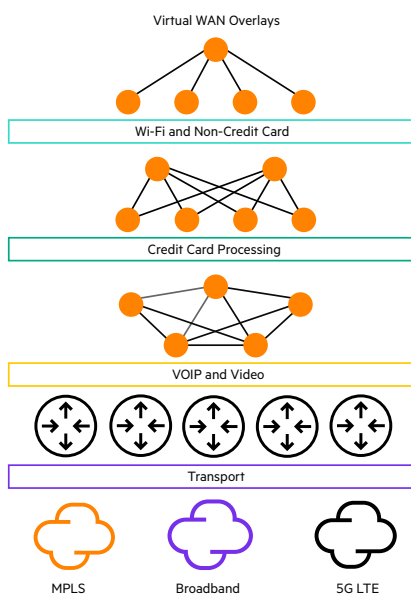 Virtual WAN Overlays
Wi-Fi and Non-Credit Card
Credit Card Processing
VOIP and Video
Transport
MPLS
Broadband
5G LTE